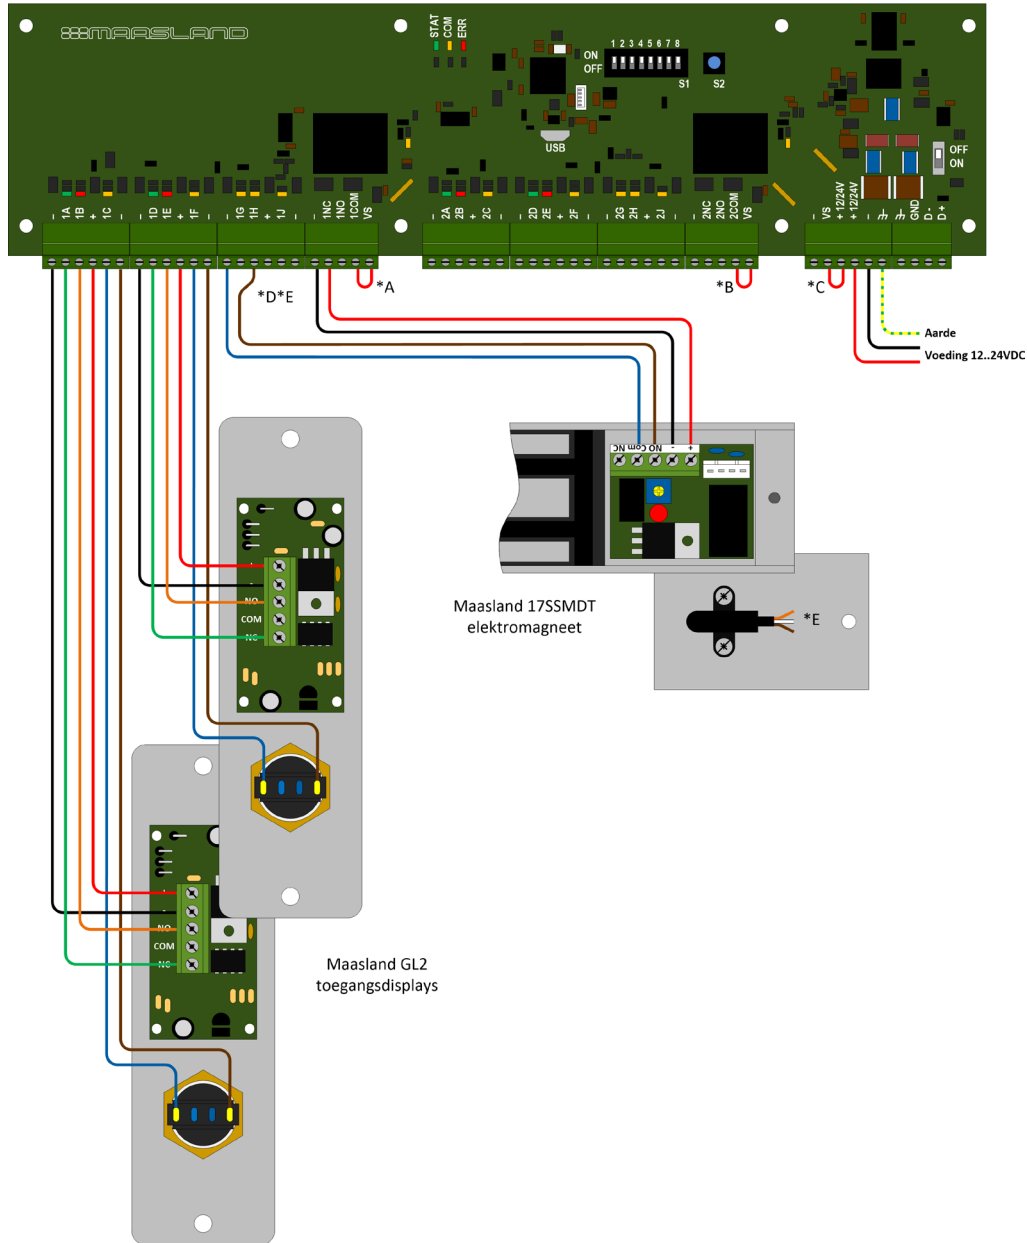 MAASLAND
STAT COM ERR
1 2 3 4 5 6 7 8
ON
OFF
S1 S2
USB
OFF
ON
- 1A 1B + 1C - - 1D 1E + 1F - - 1G 1H + 1J - - 1NC 1NO 1COM VS
- 2A 2B + 2C - - 2D 2E + 2F - - 2G 2H + 2J - - 2NC 2NO 2COM VS
- VS + 12/24V + 12/24V - GND D- D+
*D*E *A *B *C
Aarde
Voeding 12..24VDC
NC Com NO - +
Maasland 17SSMDT
elektromagneet
*E
+
-
NO
COM
NC
+
-
NO
COM
NC
Maasland GL2
toegangsdisplays